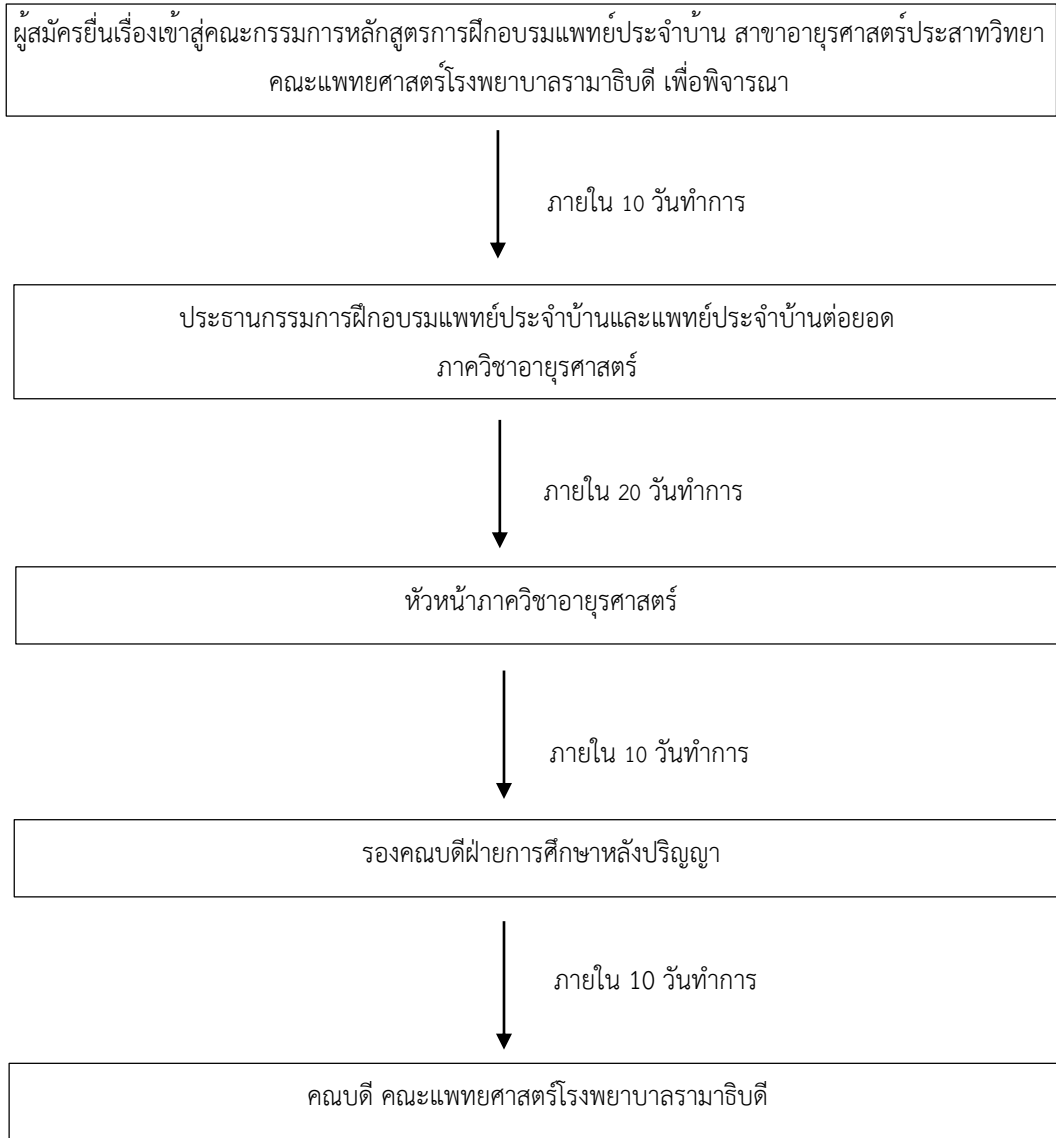 ผู้สมัครยื่นเรื่องเข้าสู่คณะกรรมการหลักสูตรการฝึกอบรมแพทย์ประจำบ้าน สาขาอายุรศาสตร์ประสาทวิทยา
คณะแพทยศาสตร์โรงพยาบาลรามาธิบดี เพื่อพิจารณา
ภายใน 10 วันทำการ
ประธานกรรมการฝึกอบรมแพทย์ประจำบ้านและแพทย์ประจำบ้านต่อยอด
ภาควิชาอายุรศาสตร์
ภายใน 20 วันทำการ
หัวหน้าภาควิชาอายุรศาสตร์
ภายใน 10 วันทำการ
รองคณบดีฝ่ายการศึกษาหลังปริญญา
ภายใน 10 วันทำการ
คณบดี คณะแพทยศาสตร์โรงพยาบาลรามาธิบดี